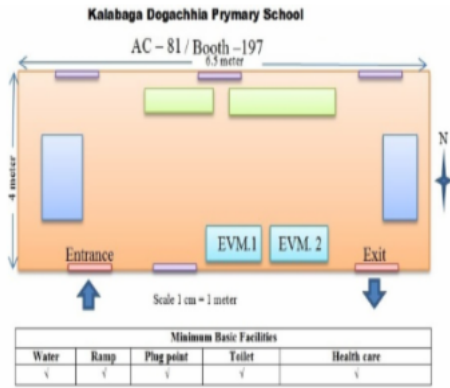 Kalabaga Dogachhia Prymary School
AC – 81 / Booth –197
6.5 meter
4 meter
N
EVM.1 EVM. 2
Entrance Exit
Scale 1 cm = 1 meter
Minimum Basic Facilities
Water Ramp Plug point Toilet Health care
√ √ √ √ √